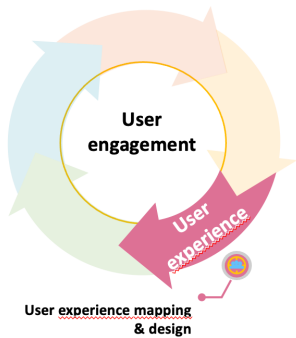 User
engagement
User
experience
User experience mapping
& design